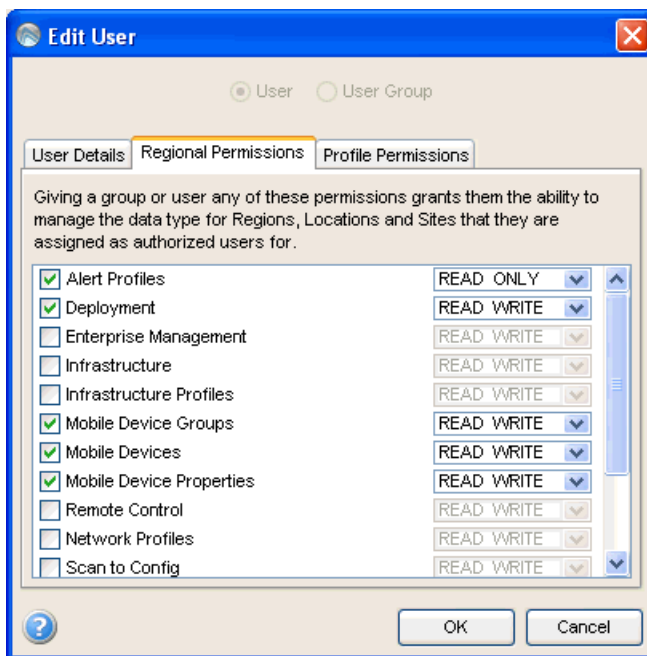 Edit User
User User Group
User Details Regional Permissions Profile Permissions
Giving a group or user any of these permissions grants them the ability to
manage the data type for Regions, Locations and Sites that they are
assigned as authorized users for.
Alert Profiles READ ONLY
Deployment READ WRITE
Enterprise Management READ WRITE
Infrastructure READ WRITE
Infrastructure Profiles READ WRITE
Mobile Device Groups READ WRITE
Mobile Devices READ WRITE
Mobile Device Properties READ WRITE
Remote Control READ WRITE
Network Profiles READ WRITE
Scan to Config READ WRITE
? OK Cancel